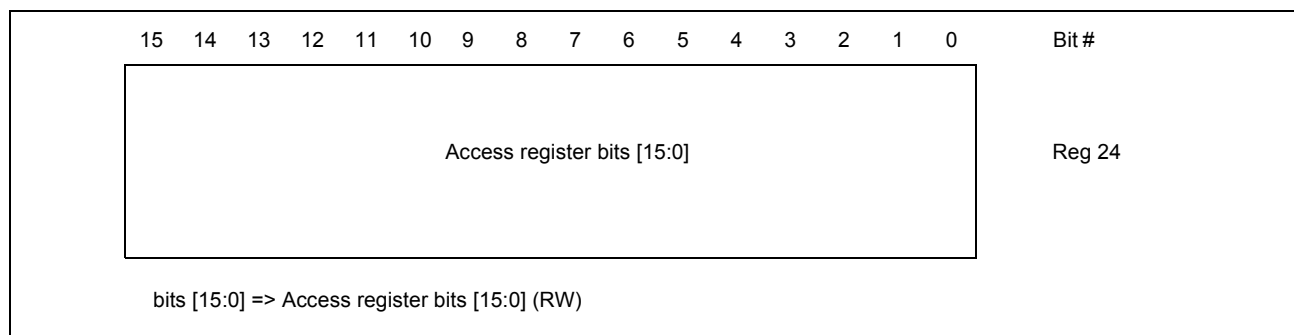 15 14 13 12 11 10 9 8 7 6 5 4 3 2 1 0 Bit #
Access register bits [15:0] Reg 24
bits [15:0] => Access register bits [15:0] (RW)